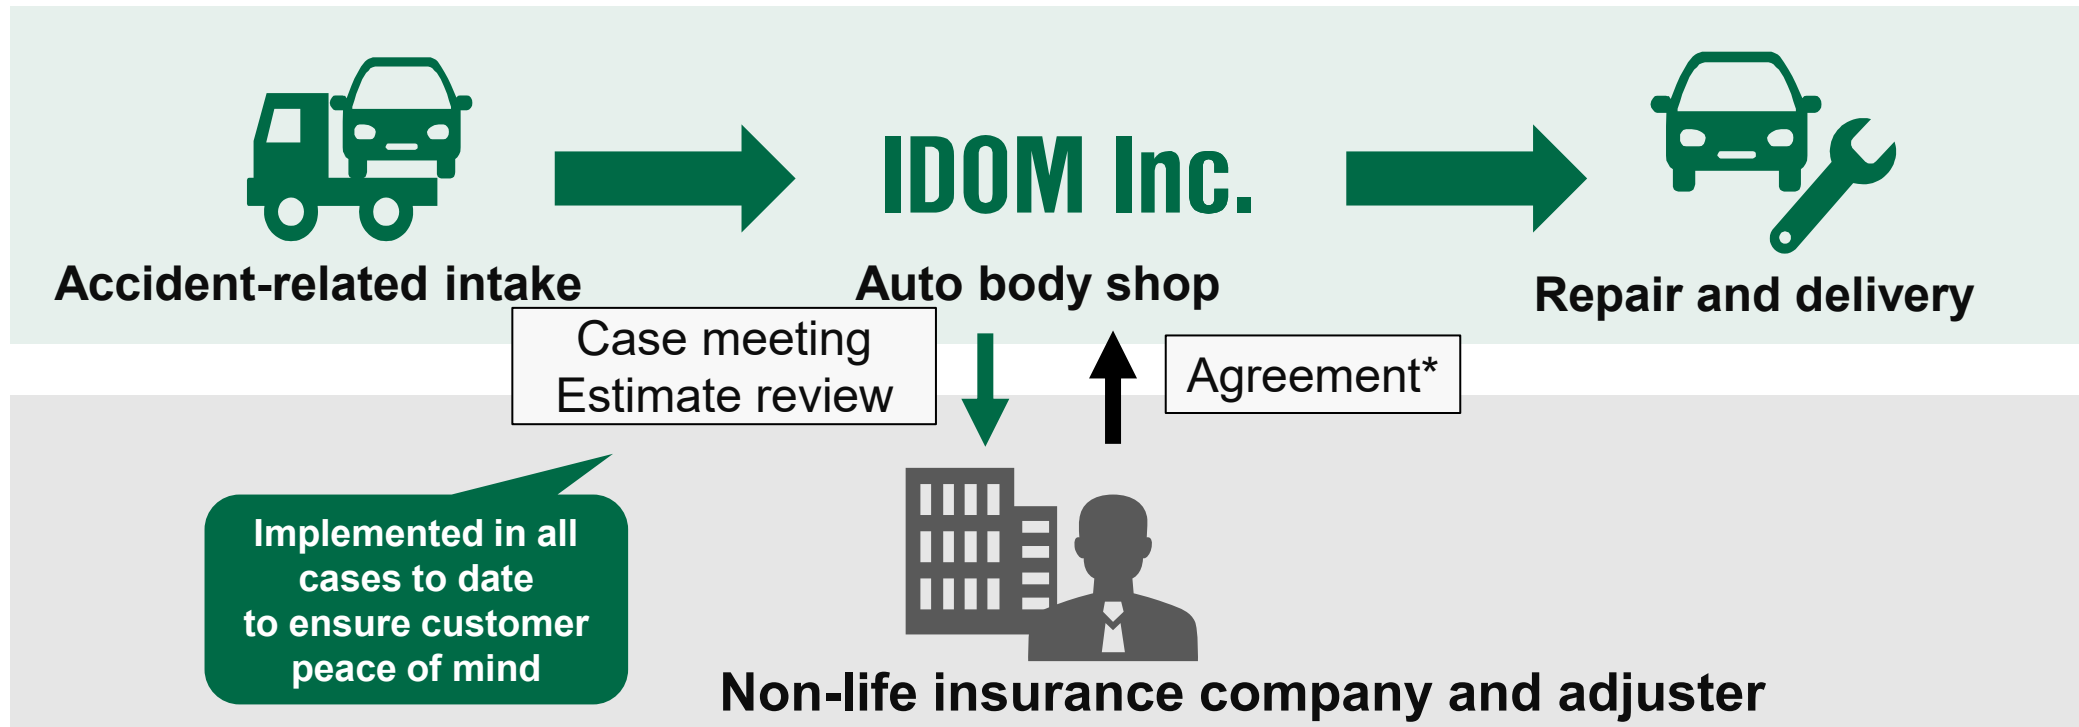 IDOM Inc.
Accident-related intake
Auto body shop
Repair and delivery
Case meeting
Estimate review
Agreement*
Implemented in all
cases to date
to ensure customer
peace of mind
Non-life insurance company and adjuster